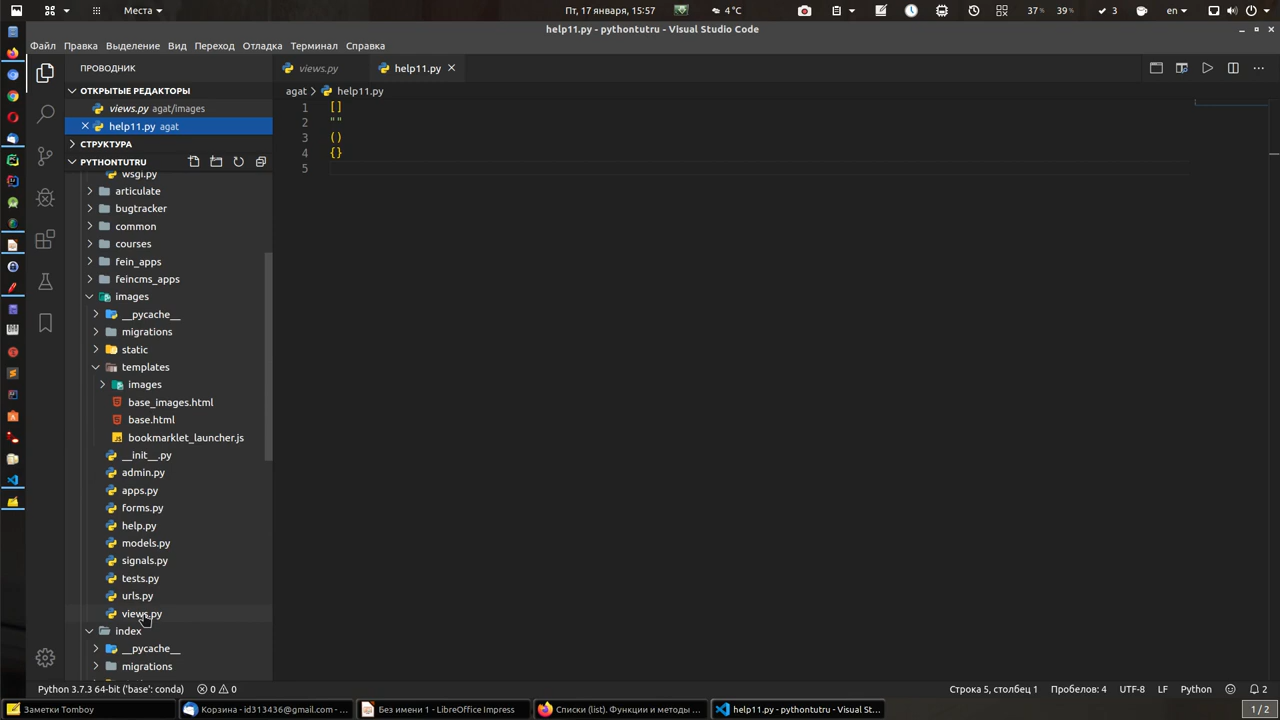 Места
Пт, 17 января, 15:57
4 °C
37 %
39 %
3
en
help11.py - pythontutru - Visual Studio Code
Файл Правка Выделение Вид Переход Отладка Терминал Справка
ПРОВОДНИК
views.py
help11.py
ОТКРЫТЫЕ РЕДАКТОРЫ
agat
help11.py
views.py agat/images
help11.py agat
СТРУКТУРА
PYTHONTUTRU
1 []
2 ""
3 ()
4 {}
5
wsgi.py
articulate
bugtracker
common
courses
fein_apps
feincms_apps
images
__pycache__
migrations
static
templates
images
base_images.html
base.html
bookmarklet_launcher.js
__init__.py
admin.py
apps.py
forms.py
help.py
models.py
signals.py
tests.py
urls.py
views.py
index
__pycache__
migrations
Python 3.7.3 64-bit ('base': conda)
0
0
Строка 5, столбец 1
Пробелов: 4
UTF-8
LF
Python
2
Заметки Tomboy
Корзина - id313436@gmail.com - ...
Без имени 1 - LibreOffice Impress
Списки (list). Функции и методы ...
help11.py - pythontutru - Visual St...
1/2